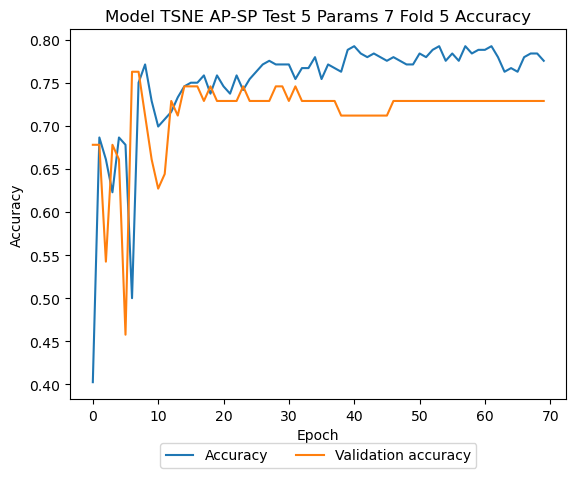 Model TSNE AP-SP Test 5 Params 7 Fold 5 Accuracy
Accuracy
0.80
0.75
0.70
0.65
0.60
0.55
0.50
0.45
0.40
0 10 20 30 40 50 60 70
Epoch
Accuracy Validation accuracy